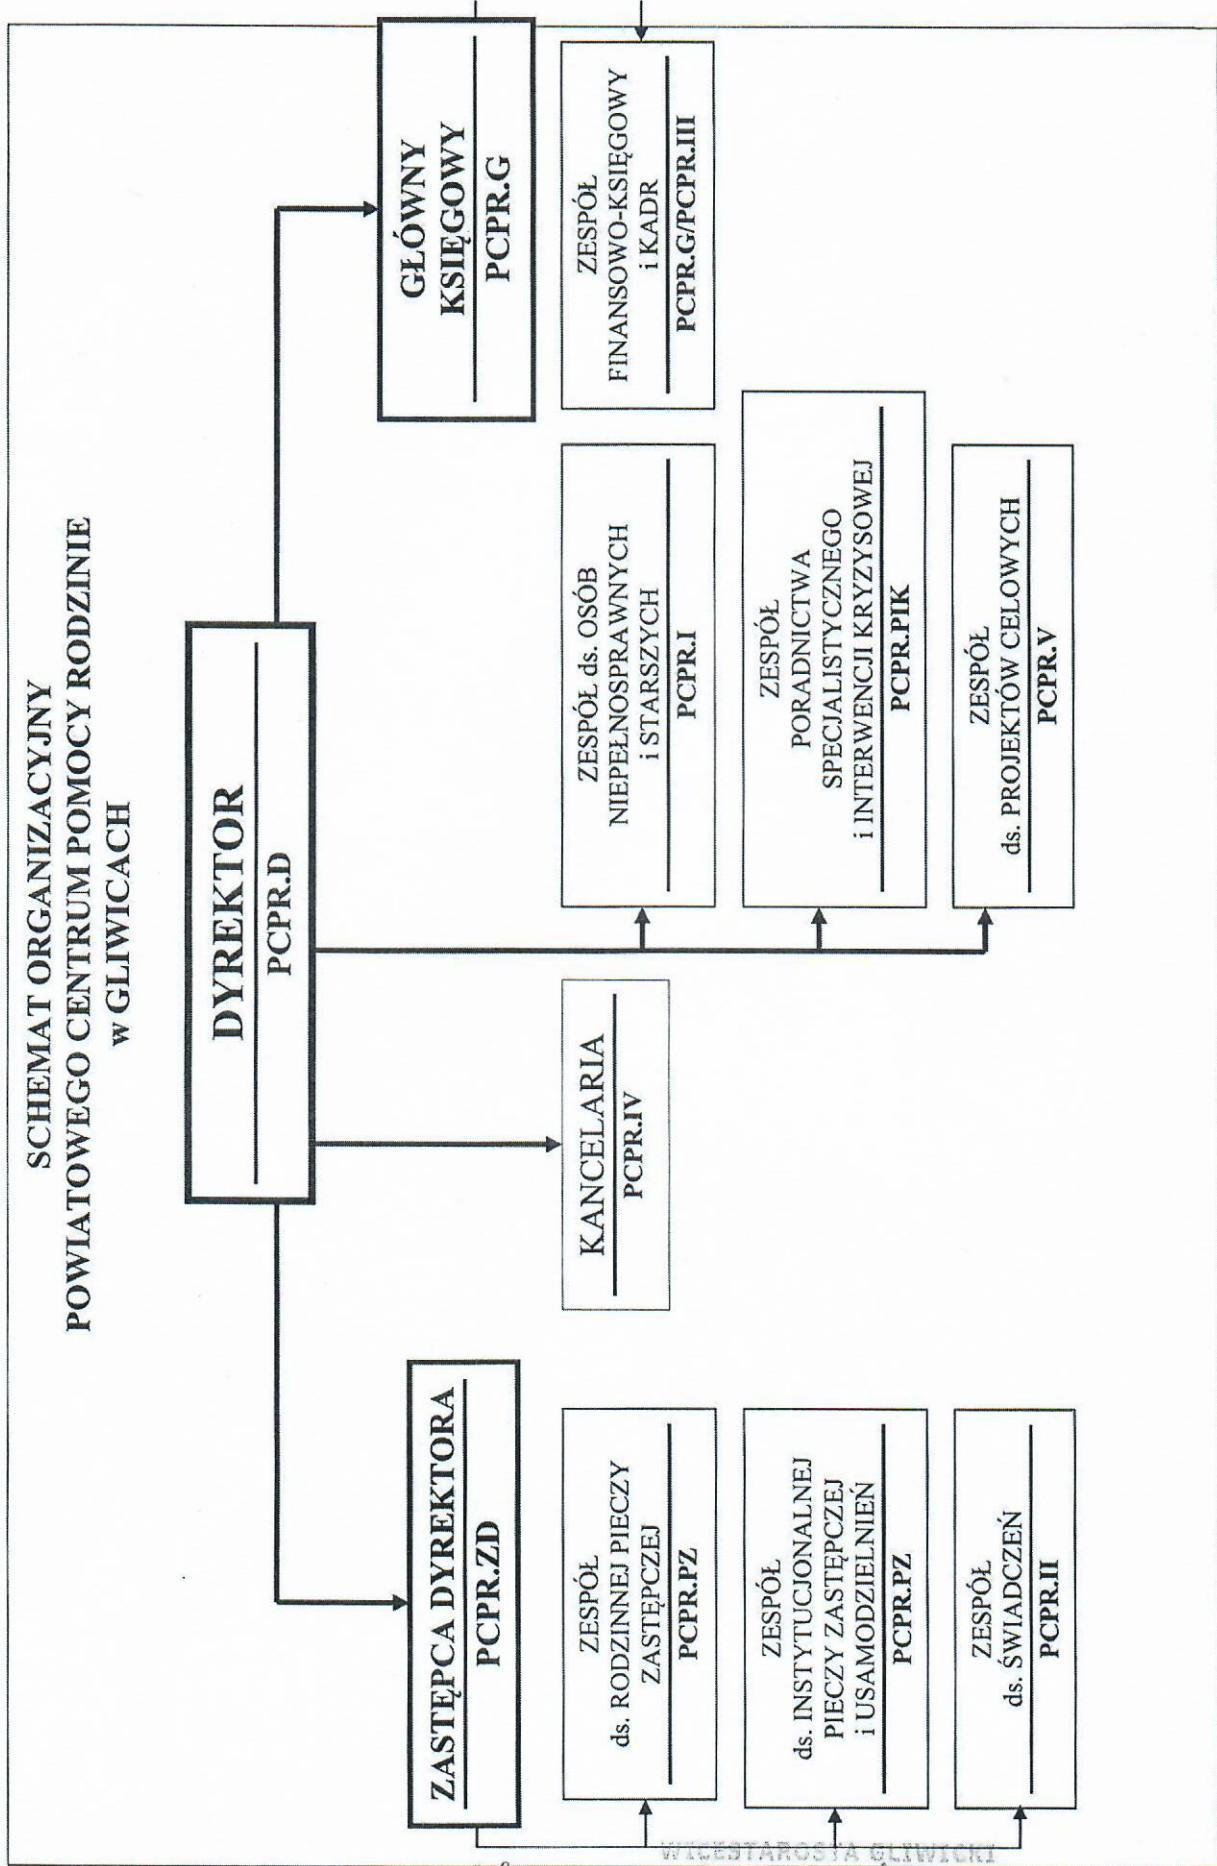 SCHEMAT ORGANIZACYJNY
POWIATOWEGO CENTRUM POMOCY RODZINIE
w GLIWICACH
DYREKTOR
PCPR.D
ZASTĘPCA DYREKTORA
PCPR.ZD
GŁÓWNY
KSIĘGOWY
PCPR.G
ZESPÓŁ
ds. RODZINNEJ PIECZY
ZASTĘPCZEJ
PCPR.PZ
ZESPÓŁ
ds. INSTYTUCJONALNEJ
PIECZY ZASTĘPCZEJ
i USAMODZIELNIEŃ
PCPR.PZ
ZESPÓŁ
ds. ŚWIADCZEŃ
PCPR.II
KANCELARIA
PCPR.IV
ZESPÓŁ ds. OSÓB
NIEPEŁNOSPRAWNYCH
i STARSZYCH
PCPR.I
ZESPÓŁ
PORADNICTWA
SPECJALISTYCZNEGO
i INTERWENCJI KRYZYSOWEJ
PCPR.PIK
ZESPÓŁ
ds. PROJEKTÓW CELOWYCH
PCPR.V
ZESPÓŁ
FINANSOWO-KSIĘGOWY
i KADR
PCPR.G/PCPR.III
WICESTAROSTA GLIWICKI